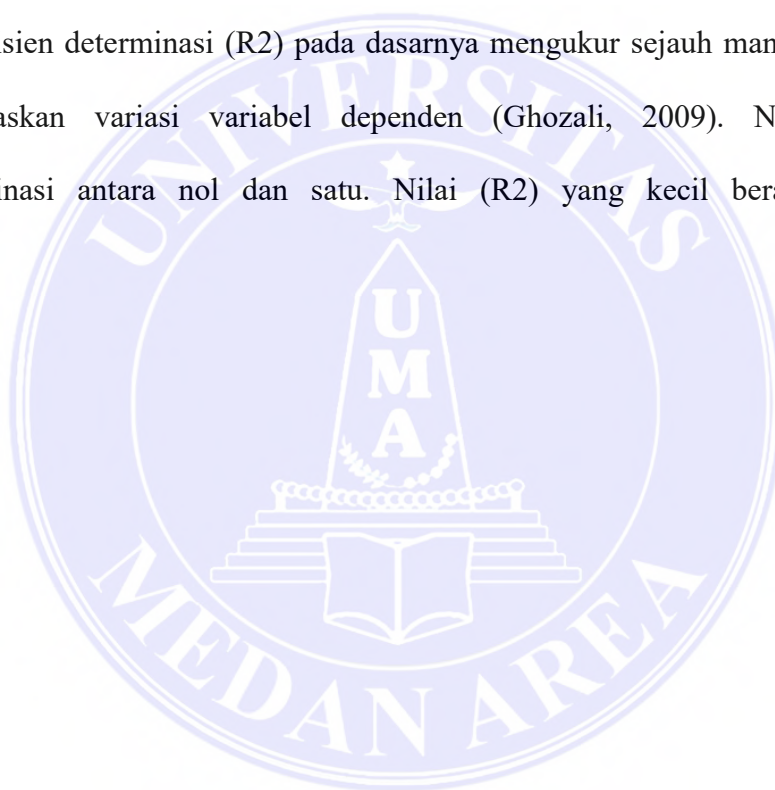 sien determinasi (R2) pada dasarnya mengukur sejauh man
askan variasi variabel dependen (Ghozali, 2009). N
inasi antara nol dan satu. Nilai (R2) yang kecil bera
UNIVERSITAS
U
M
A
MEDAN AREA